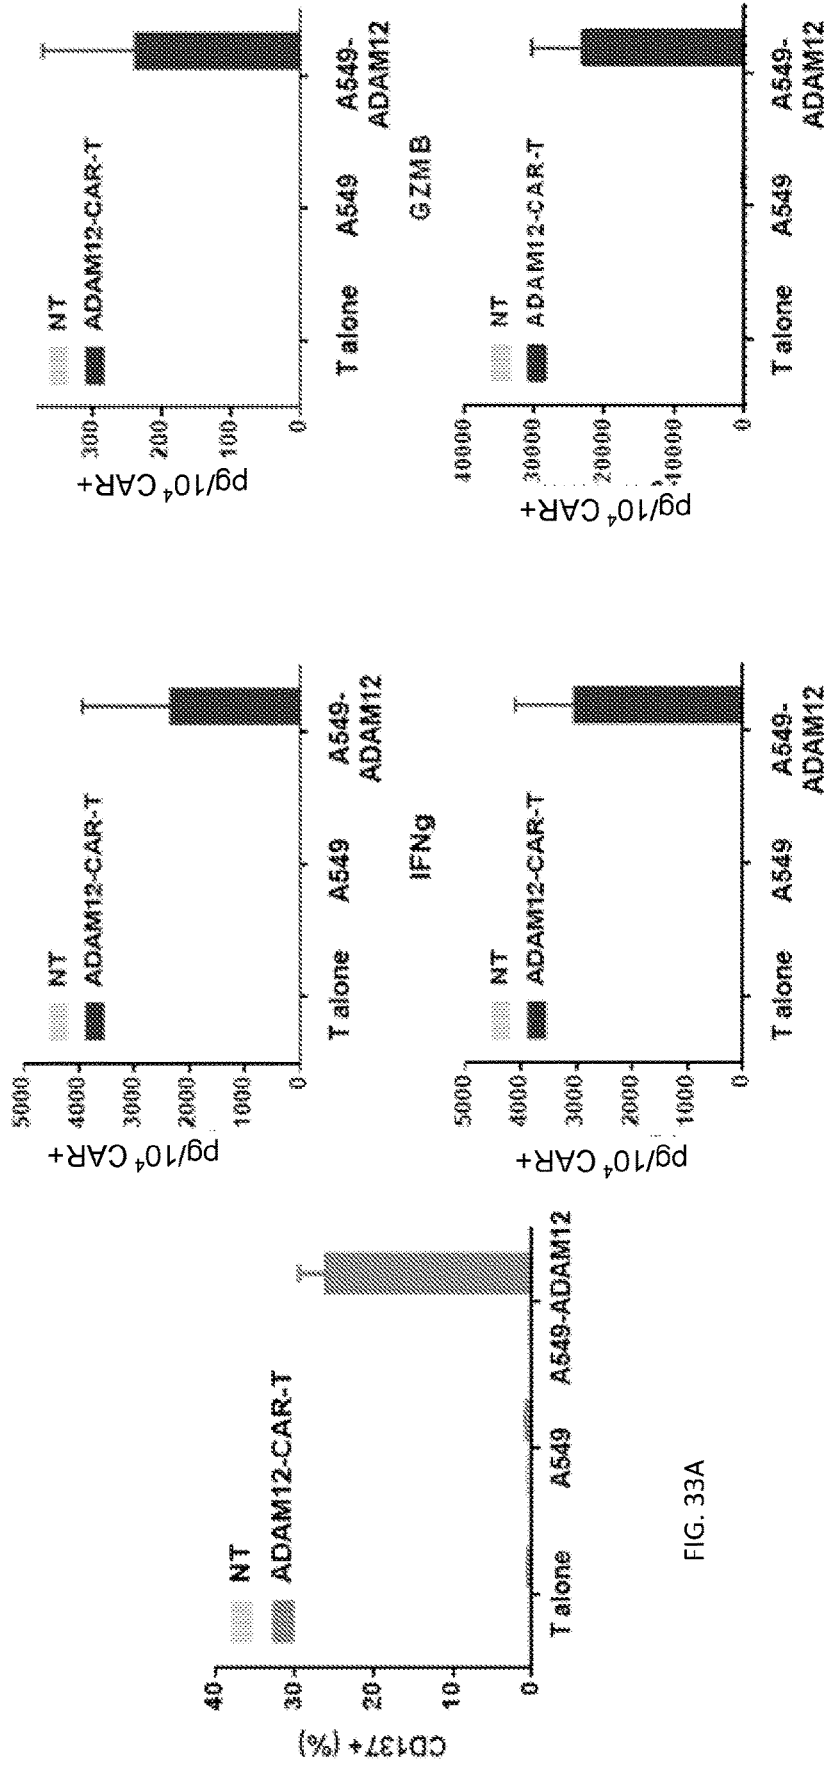 CD137+ (%)
40
30
20
10
0
NT
ADAM12-CAR-T
T alone
A549
A549-ADAM12
FIG. 33A
pg/10⁴ CAR+
5000
4000
3000
2000
1000
0
NT
ADAM12-CAR-T
T alone
A549
A549-
ADAM12
pg/10⁴ CAR+
300
200
100
0
NT
ADAM12-CAR-T
T alone
A549
A549-
ADAM12
IFNg
pg/10⁴ CAR+
5000
4000
3000
2000
1000
0
NT
ADAM12-CAR-T
T alone
A549
A549-
ADAM12
GZMB
pg/10⁴ CAR+
40000
30000
20000
10000
0
NT
ADAM12-CAR-T
T alone
A549
A549-
ADAM12